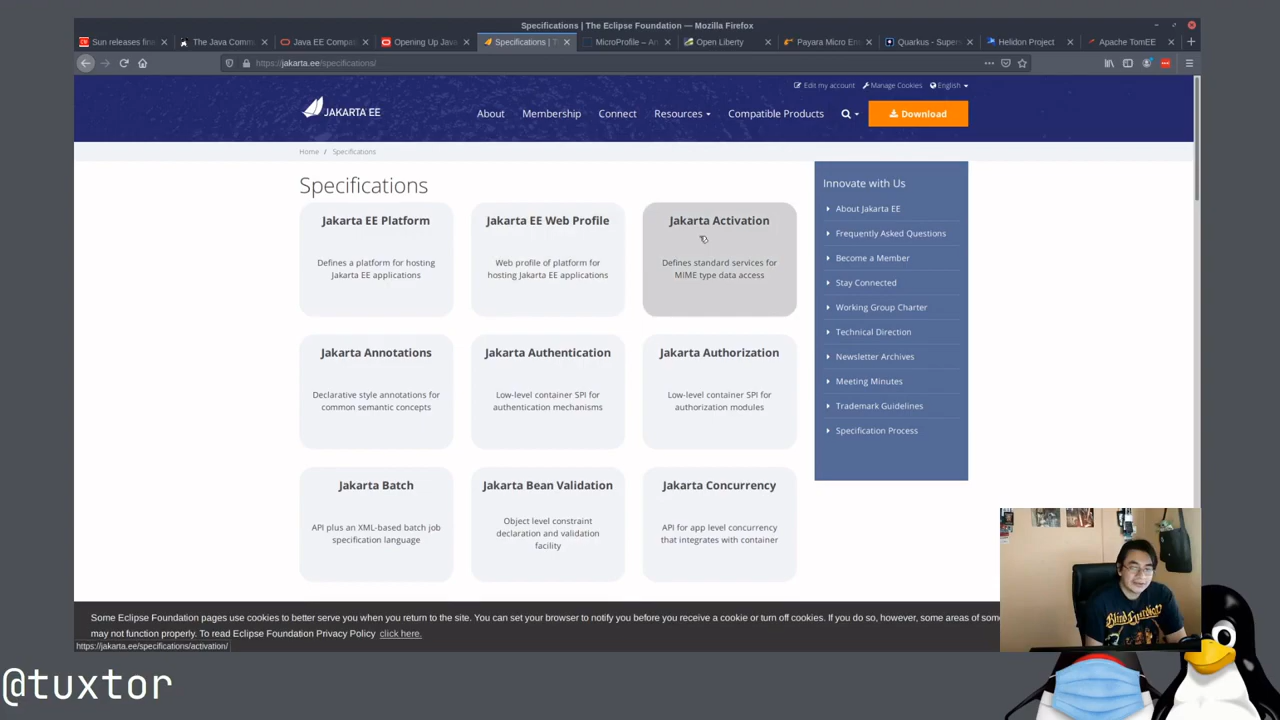 Specifications | The Eclipse Foundation — Mozilla Firefox
Sun releases fin
The Java Comm
Java EE Compa
Opening Up Java
Specifications | T
MicroProfile – A
Open Liberty
Payara Micro En
Quarkus - Supers
Helidon Project
Apache TomEE
https://jakarta.ee/specifications/
Edit my account
Manage Cookies
English
JAKARTA EE
About
Membership
Connect
Resources
Compatible Products
Download
Home / Specifications
Specifications
Jakarta EE Platform
Defines a platform for hosting
Jakarta EE applications
Jakarta EE Web Profile
Web profile of platform for
hosting Jakarta EE applications
Jakarta Activation
Defines standard services for
MIME type data access
Jakarta Annotations
Declarative style annotations for
common semantic concepts
Jakarta Authentication
Low-level container SPI for
authentication mechanisms
Jakarta Authorization
Low-level container SPI for
authorization modules
Jakarta Batch
API plus an XML-based batch job
specification language
Jakarta Bean Validation
Object level constraint
declaration and validation
facility
Jakarta Concurrency
API for app level concurrency
that integrates with container
Innovate with Us
About Jakarta EE
Frequently Asked Questions
Become a Member
Stay Connected
Working Group Charter
Technical Direction
Newsletter Archives
Meeting Minutes
Trademark Guidelines
Specification Process
Some Eclipse Foundation pages use cookies to better serve you when you return to the site. You can set your browser to notify you before you receive a cookie or turn off cookies. If you do so, however, some areas of some
may not function properly. To read Eclipse Foundation Privacy Policy click here.
https://jakarta.ee/specifications/activation/
Blind Guardian
@tuxtor